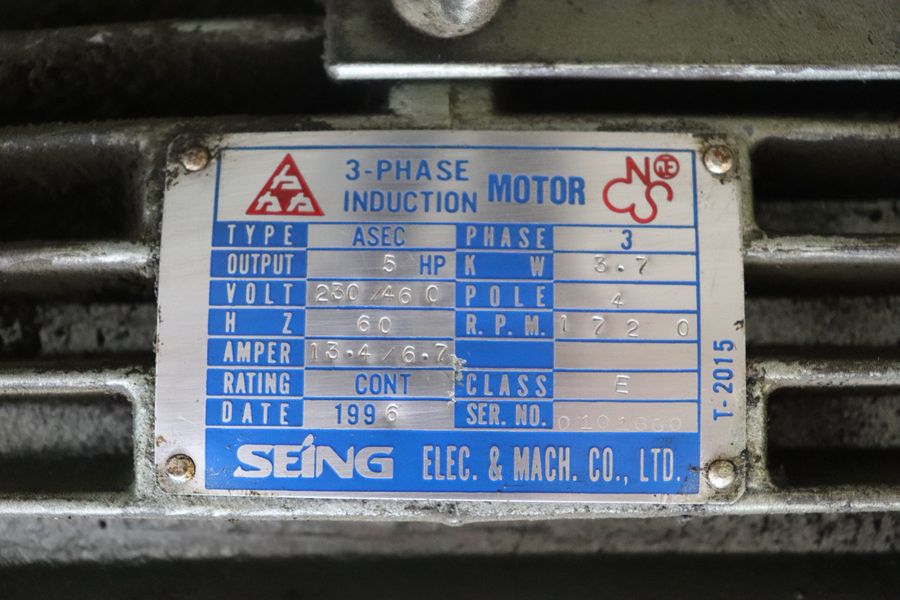 3-PHASE
INDUCTION MOTOR
TYPE ASEC PHASE 3
OUTPUT 5 HP K W 3.7
VOLT 230/460 POLE 4
H Z 60 R.P.M. 1720
AMPER 13.4/6.7
RATING CONT CLASS E
DATE 1996 SER. NO.
SEING ELEC. & MACH. CO., LTD.
T-2015